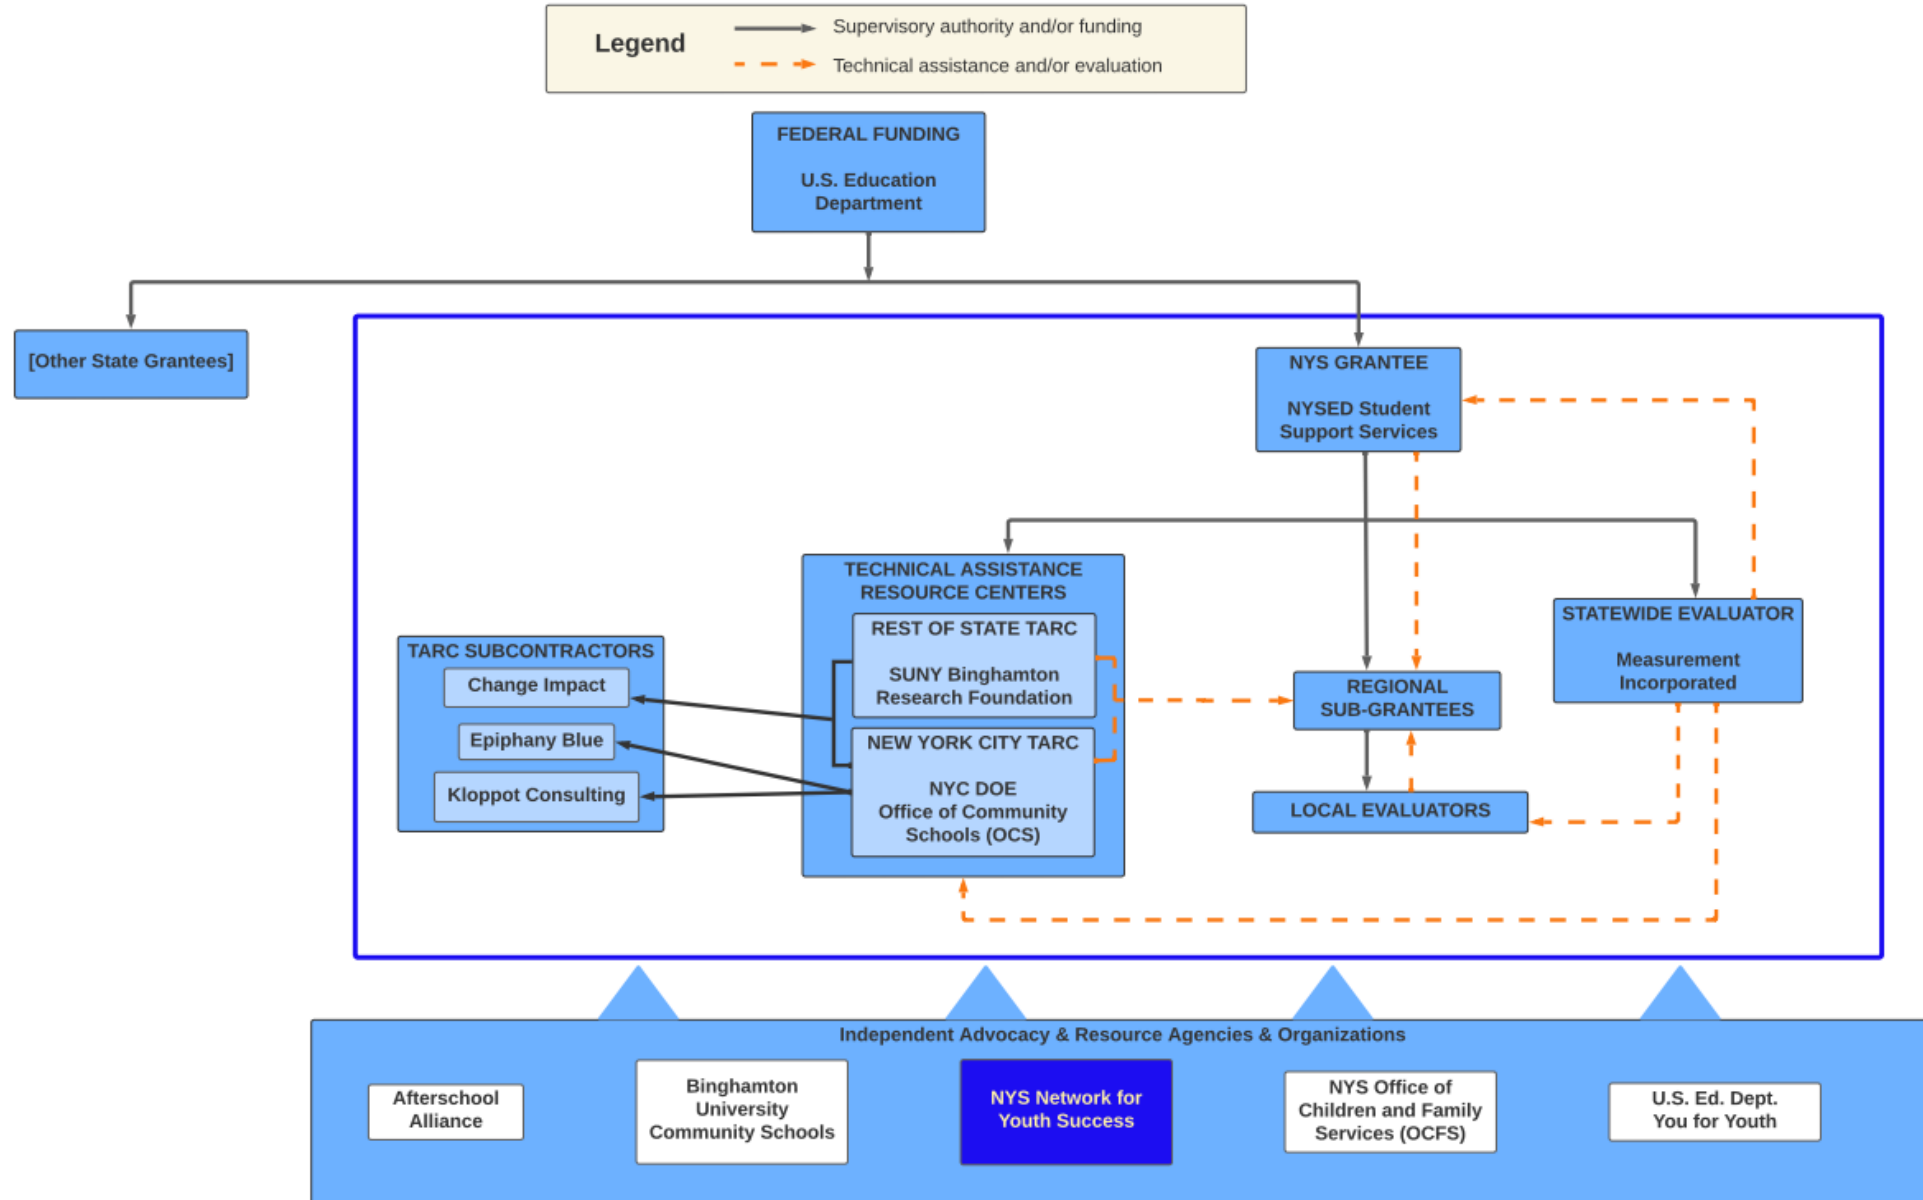 Legend
Supervisory authority and/or funding
Technical assistance and/or evaluation
FEDERAL FUNDING
U.S. Education
Department
[Other State Grantees]
NYS GRANTEE
NYSED Student
Support Services
TECHNICAL ASSISTANCE
RESOURCE CENTERS
REST OF STATE TARC
SUNY Binghamton
Research Foundation
NEW YORK CITY TARC
NYC DOE
Office of Community
Schools (OCS)
TARC SUBCONTRACTORS
Change Impact
Epiphany Blue
Kloppot Consulting
REGIONAL
SUB-GRANTEES
LOCAL EVALUATORS
STATEWIDE EVALUATOR
Measurement
Incorporated
Independent Advocacy & Resource Agencies & Organizations
Afterschool
Alliance
Binghamton
University
Community Schools
NYS Network for
Youth Success
NYS Office of
Children and Family
Services (OCFS)
U.S. Ed. Dept.
You for Youth